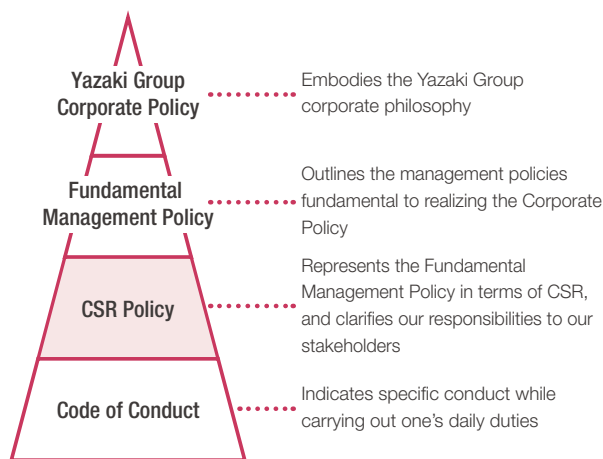 Yazaki Group
Corporate Policy
Embodies the Yazaki Group
corporate philosophy
Fundamental
Management Policy
Outlines the management policies
fundamental to realizing the Corporate
Policy
CSR Policy
Represents the Fundamental
Management Policy in terms of CSR,
and clarifies our responsibilities to our
stakeholders
Code of Conduct
Indicates specific conduct while
carrying out one’s daily duties